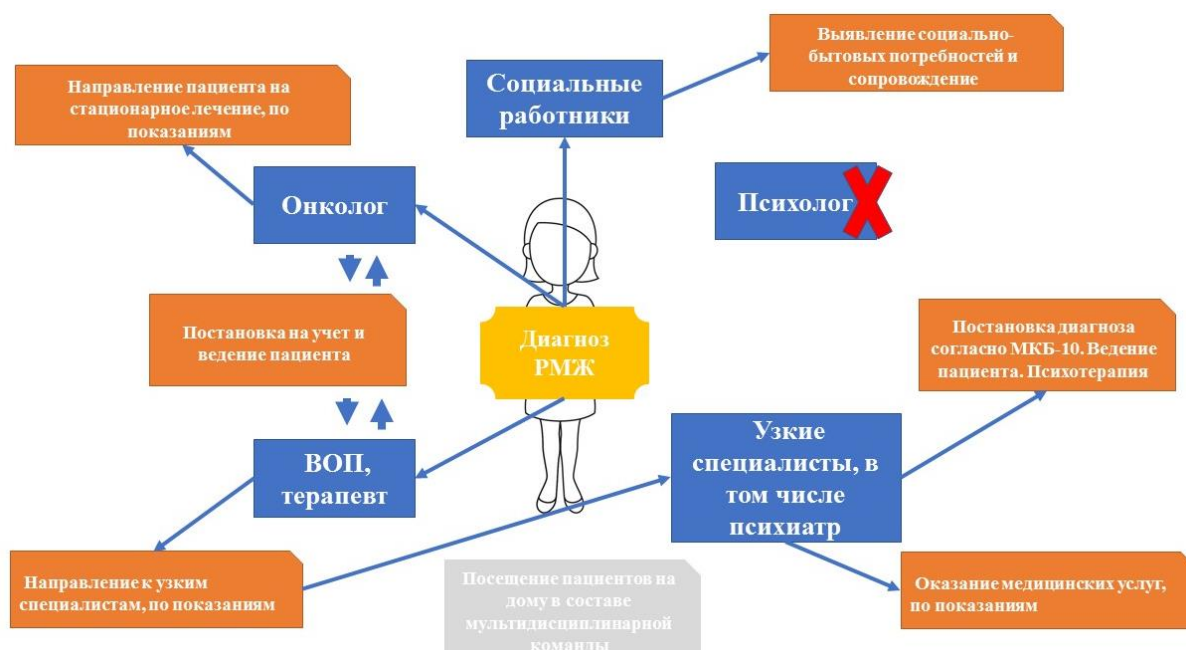 Выявление социально-
бытовых потребностей и
сопровождение
Социальные
работники
Направление пациента на
стационарное лечение, по
показаниям
Онколог
Психолог
Постановка на учет и
ведение пациента
Диагноз
РМЖ
Постановка диагноза
согласно МКБ-10. Ведение
пациента. Психотерапия
ВОП,
терапевт
Узкие
специалисты, в
том числе
психиатр
Направление к узким
специалистам, по показаниям
Посещение пациентов на
дому в составе
мультидисциплинарной
команды
Оказание медицинских услуг,
по показаниям